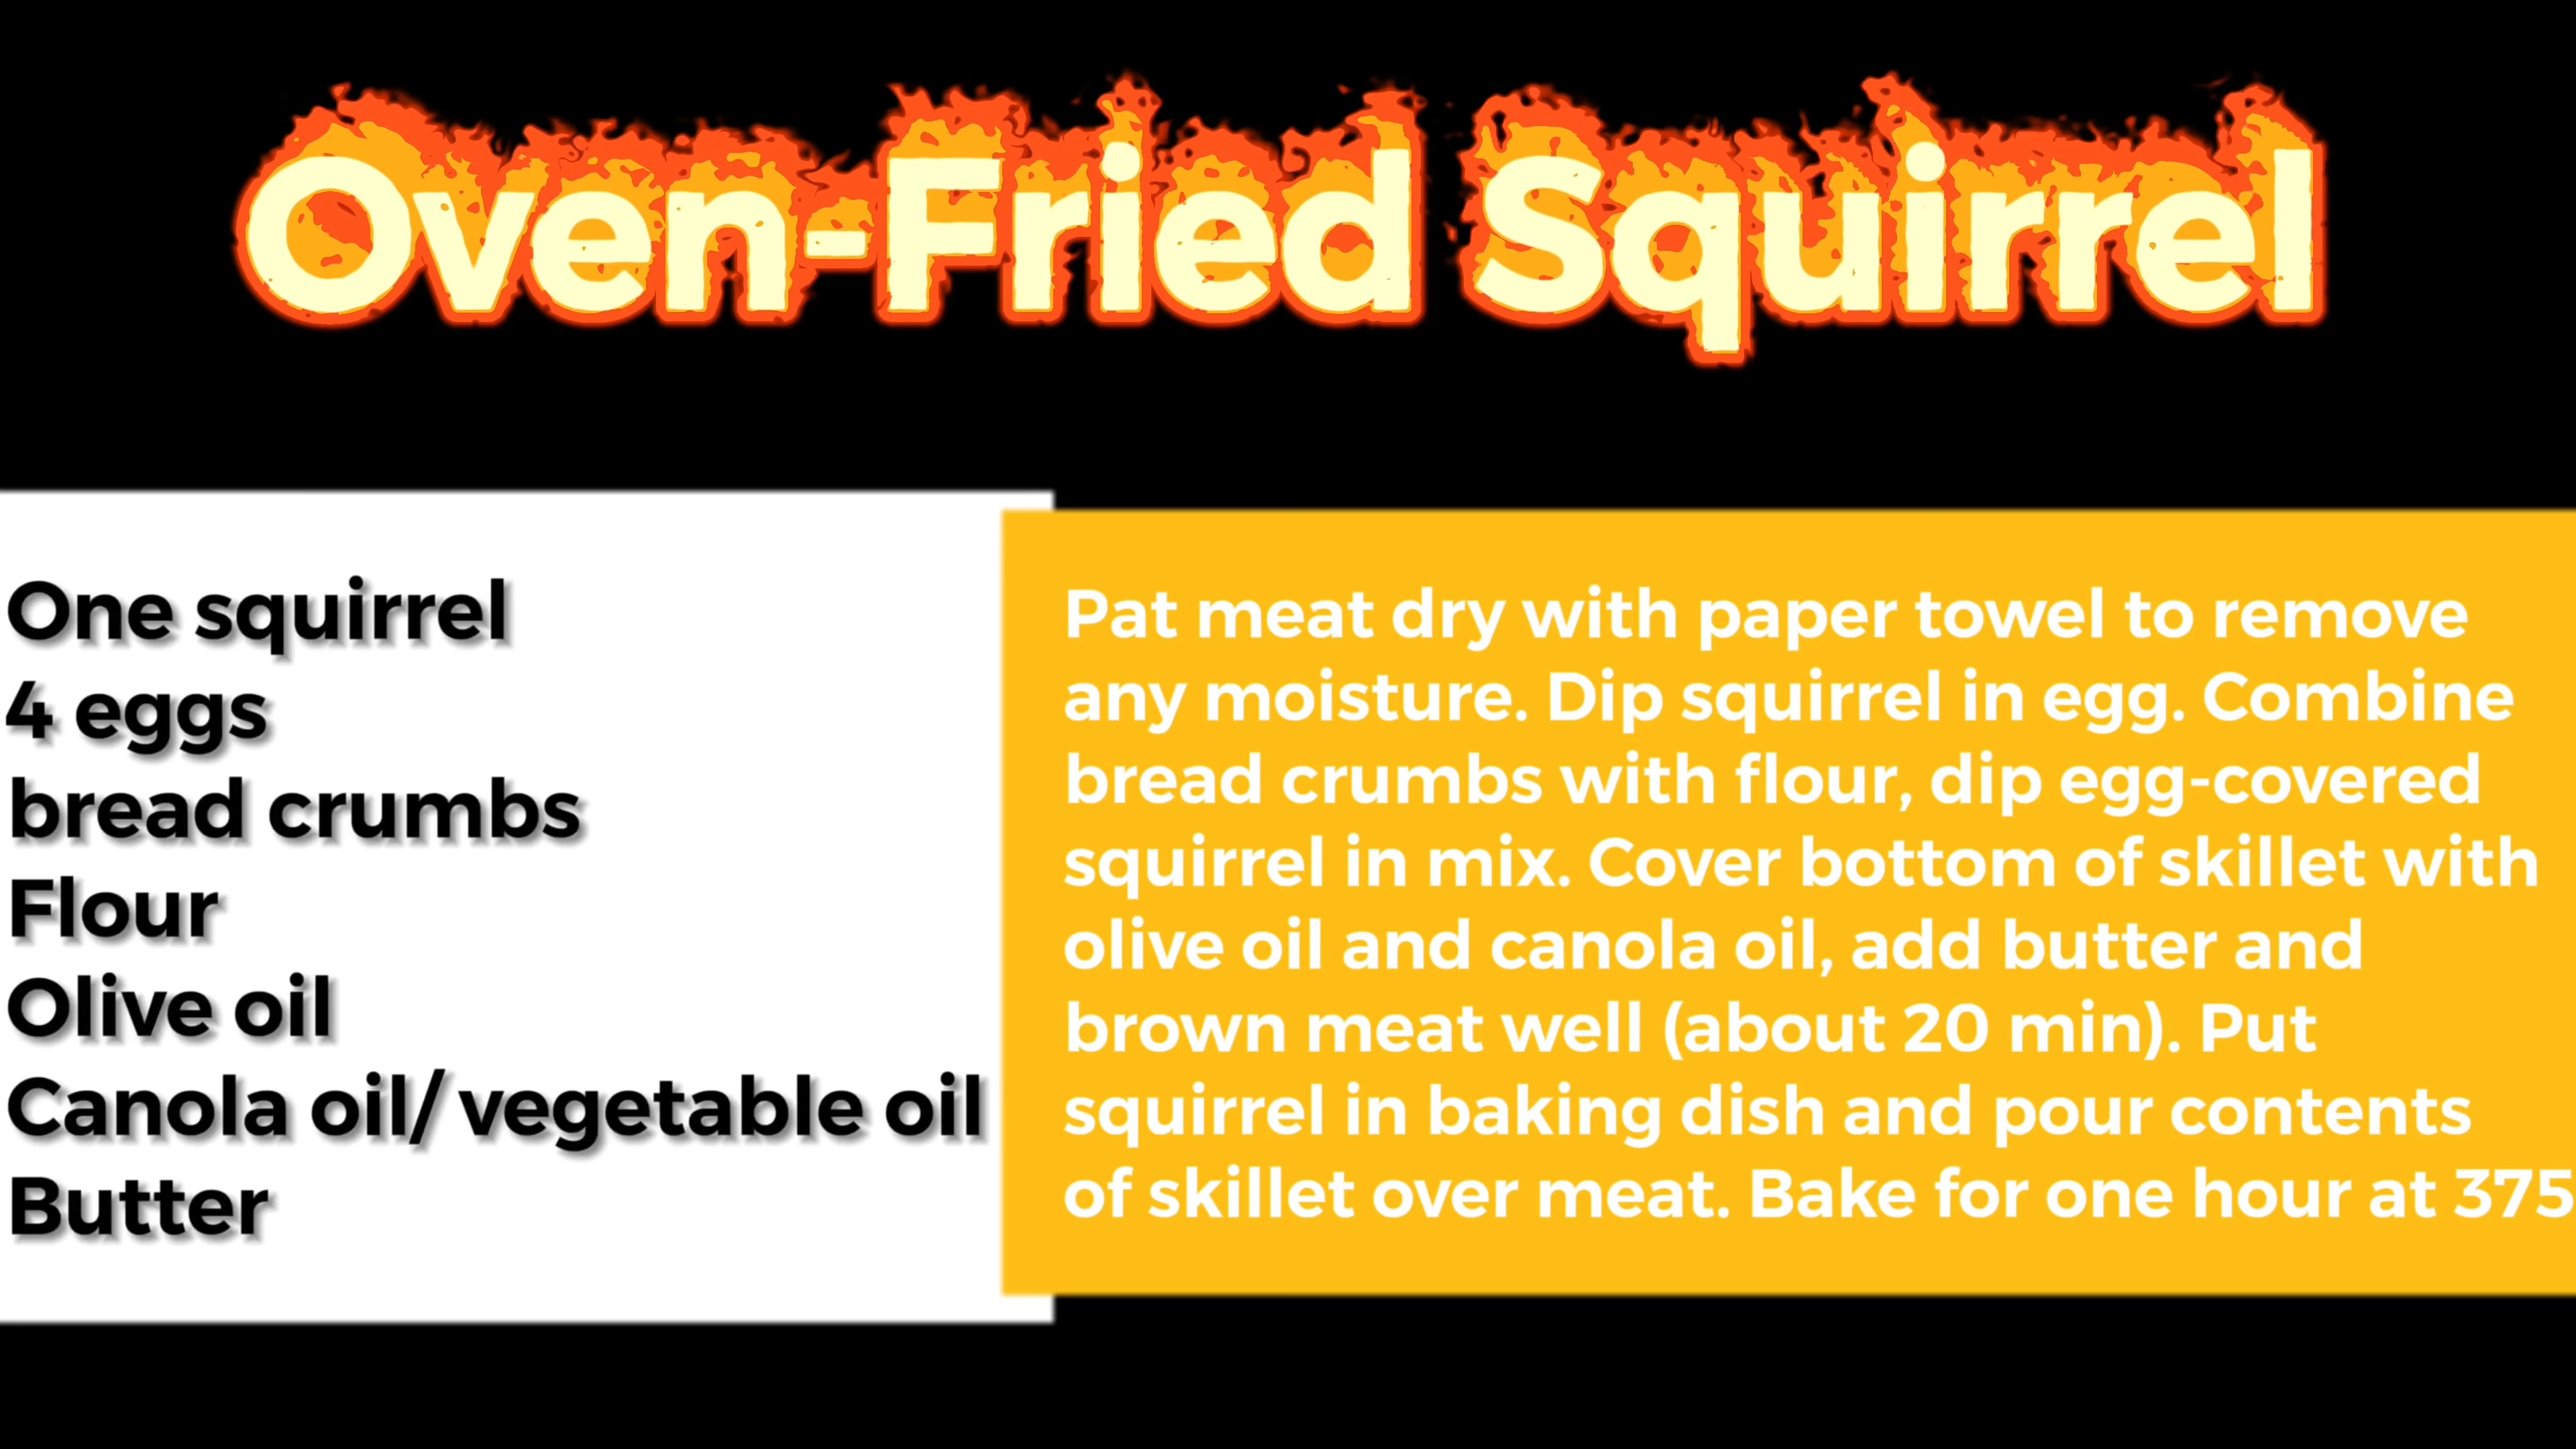 Oven-Fried Squirrel
One squirrel
4 eggs
bread crumbs
Flour
Olive oil
Canola oil/ vegetable oil
Butter
Pat meat dry with paper towel to remove
any moisture. Dip squirrel in egg. Combine
bread crumbs with flour, dip egg-covered
squirrel in mix. Cover bottom of skillet with
olive oil and canola oil, add butter and
brown meat well (about 20 min). Put
squirrel in baking dish and pour contents
of skillet over meat. Bake for one hour at 375